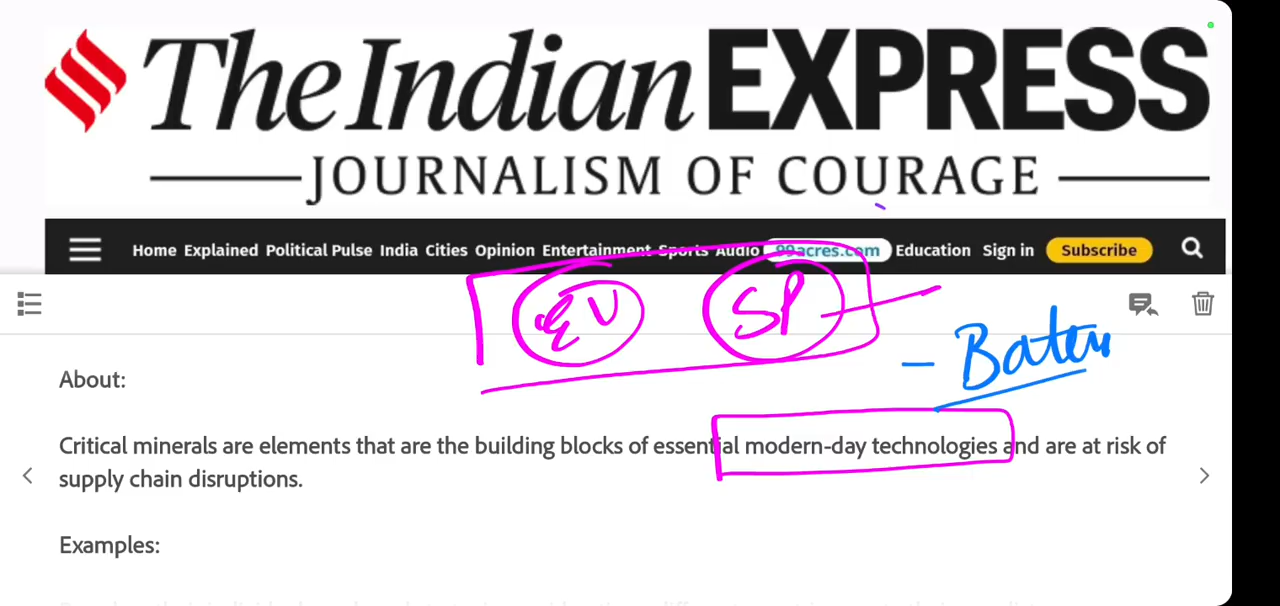 The Indian EXPRESS
JOURNALISM OF COURAGE
Home Explained Political Pulse India Cities Opinion Entertainment Sports Audio 99acres.com Education Sign in Subscribe
EV SP
About:
Critical minerals are elements that are the building blocks of essential modern-day technologies and are at risk of
supply chain disruptions.
Examples: